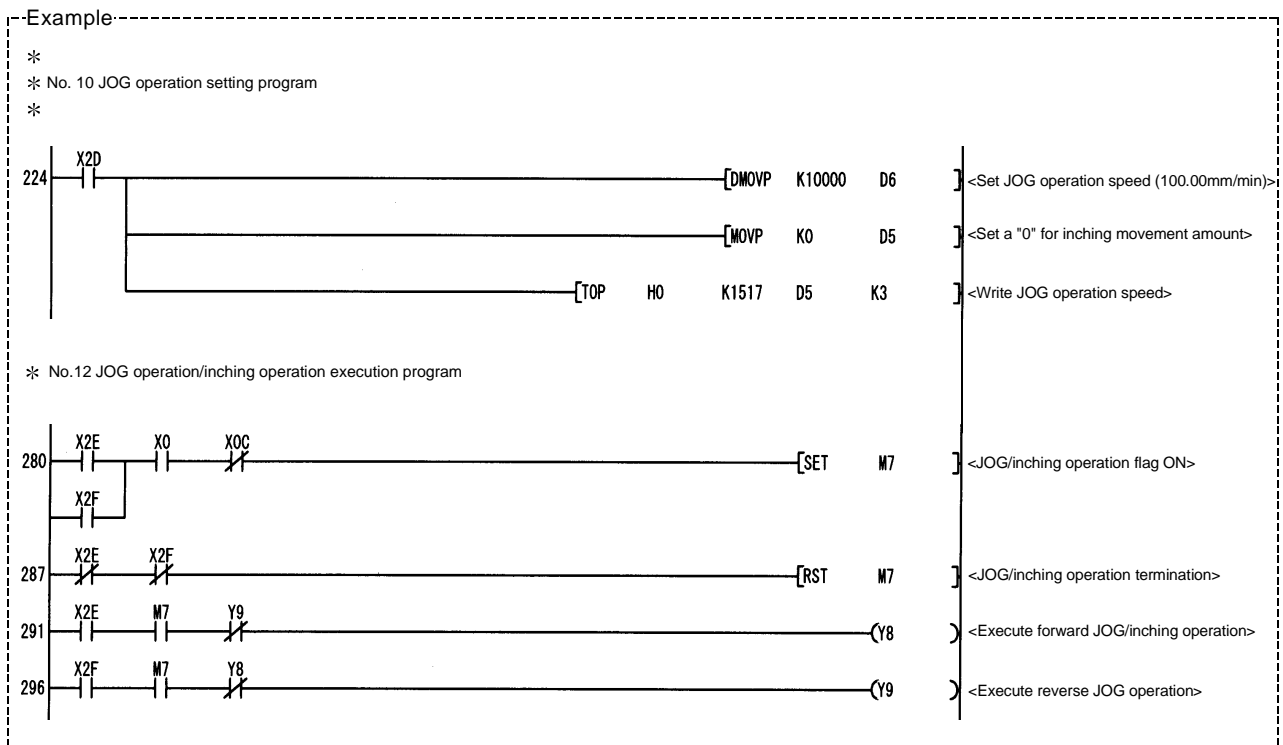 Example
*
* No. 10 JOG operation setting program
*
X2D
224 [DMOVP K10000 D6 ] <Set JOG operation speed (100.00mm/min)>
[MOVP K0 D5 ] <Set a "0" for inching movement amount>
[TOP H0 K1517 D5 K3 ] <Write JOG operation speed>
* No.12 JOG operation/inching operation execution program
X2E X0 X0C
280 [SET M7 ] <JOG/inching operation flag ON>
X2F
X2E X2F
287 [RST M7 ] <JOG/inching operation termination>
X2E M7 Y9
291 (Y8 ) <Execute forward JOG/inching operation>
X2F M7 Y8
296 (Y9 ) <Execute reverse JOG operation>